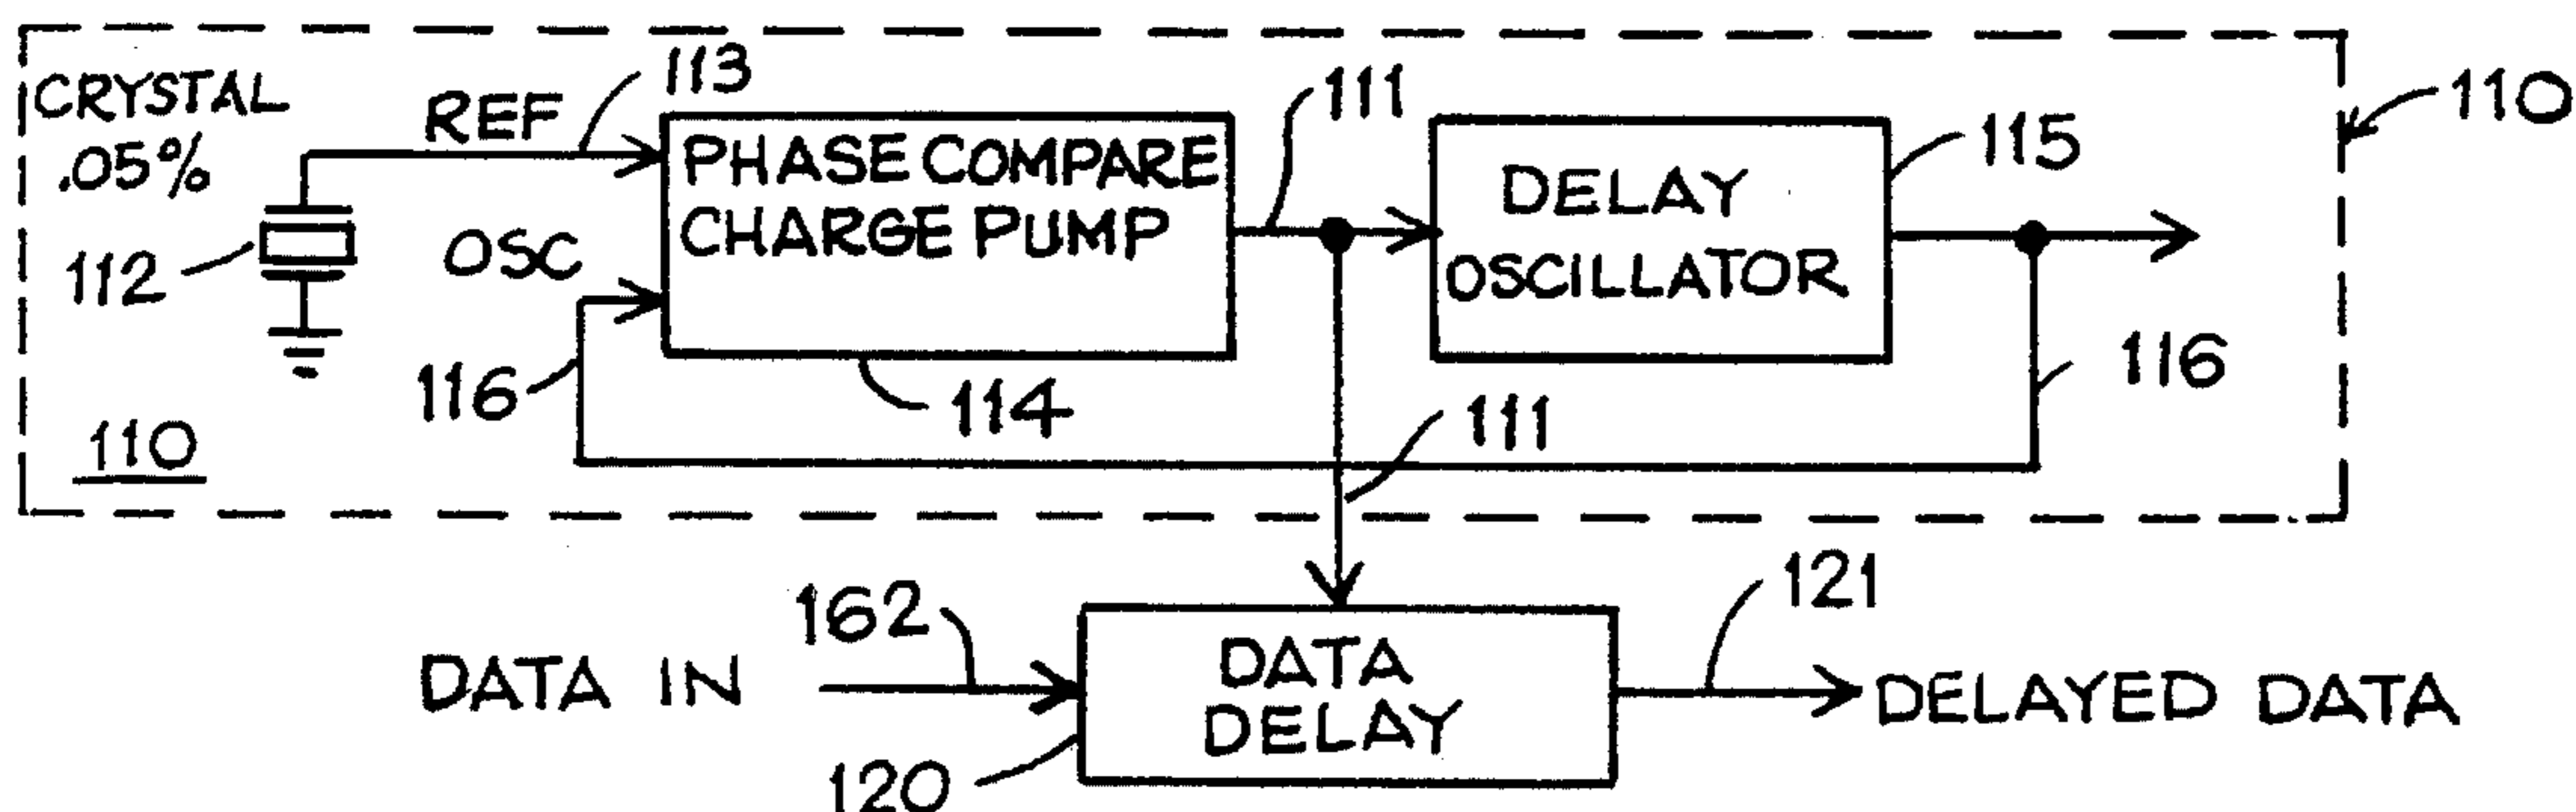 CRYSTAL
.05%
REF
113
112
OSC
116
110
PHASE COMPARE
CHARGE PUMP
114
111
DELAY
OSCILLATOR
115
110
116
111
DATA IN
162
DATA
DELAY
120
121
DELAYED DATA